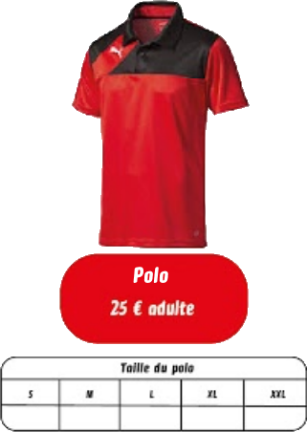 Polo
25 € adulte
Taille du polo
S M L XL XXL